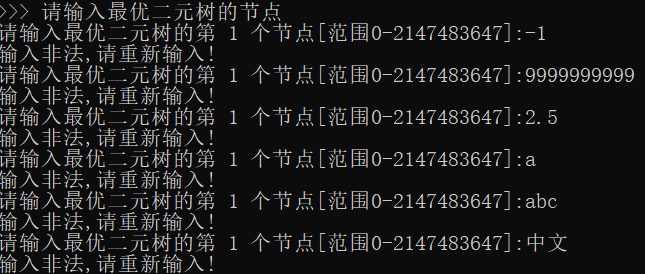 >>> 请输入最优二元树的节点
请输入最优二元树的第 1 个节点[范围0-2147483647]:-1
输入非法,请重新输入!
请输入最优二元树的第 1 个节点[范围0-2147483647]:9999999999
输入非法,请重新输入!
请输入最优二元树的第 1 个节点[范围0-2147483647]:2.5
输入非法,请重新输入!
请输入最优二元树的第 1 个节点[范围0-2147483647]:a
输入非法,请重新输入!
请输入最优二元树的第 1 个节点[范围0-2147483647]:abc
输入非法,请重新输入!
请输入最优二元树的第 1 个节点[范围0-2147483647]:中文
输入非法,请重新输入!